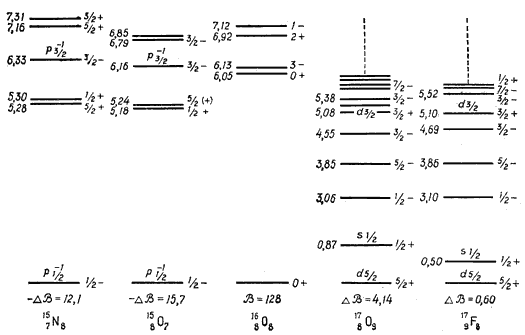 7,31 3/2+
7,16 5/2+
p 3/2 -1
6,33 3/2-
5,30 1/2+
5,28 5/2+
p 1/2 -1
1/2-
-ΔB = 12,1
15 7 N 8
6,85
6,79 3/2-
p 3/2 -1
6,16 3/2-
5,24 5/2(+)
5,18 1/2+
p 1/2 -1
1/2-
-ΔB = 15,7
15 8 O 7
7,12 1-
6,92 2+
6,13 3-
6,05 0+
0+
B = 128
16 8 O 8
7/2-
5,38 3/2-
5,08 d 3/2 3/2+
4,55 3/2-
3,85 5/2-
3,06 1/2-
s 1/2
0,87 1/2+
d 5/2
5/2+
ΔB = 4,14
17 8 O 9
1/2+
7/2-
5,52 3/2-
d 3/2
5,10 3/2+
4,69 3/2-
3,86 5/2-
3,10 1/2-
s 1/2
0,50 1/2+
d 5/2
5/2+
ΔB = 0,60
17 9 F 8